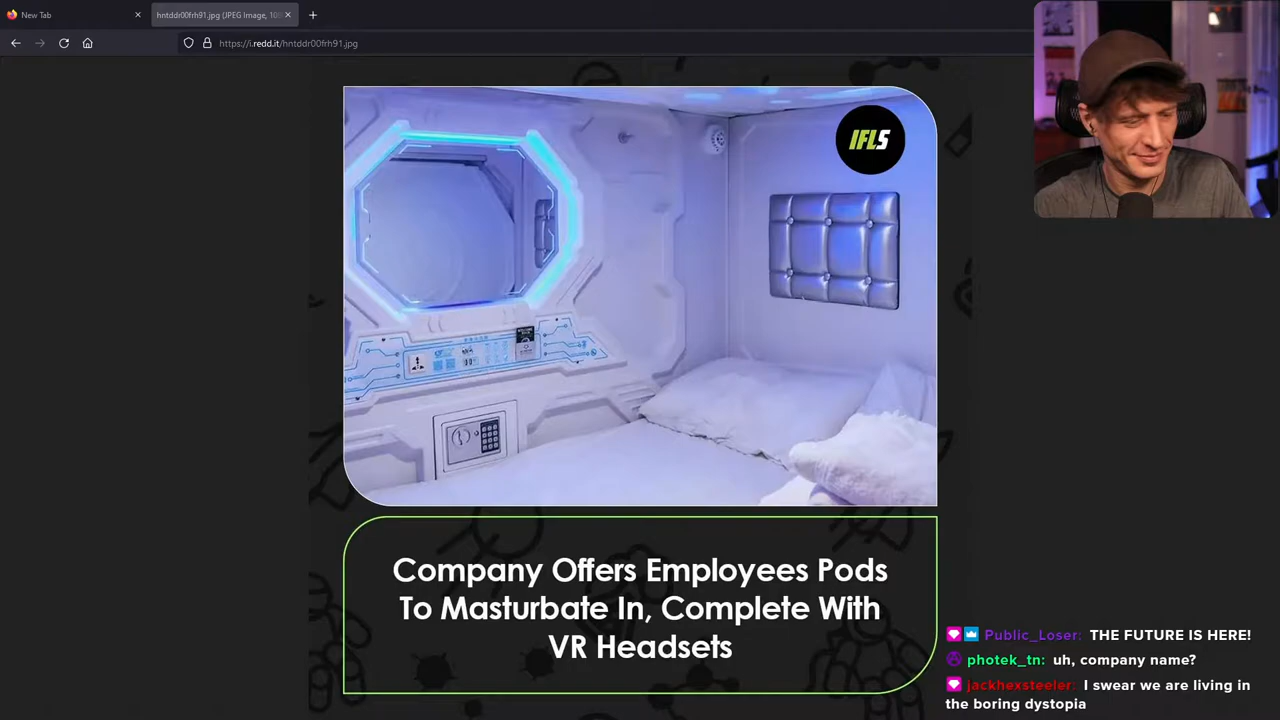 New Tab
hntddr00frh91.jpg (JPEG Image, 108
https://i.redd.it/hntddr00frh91.jpg
IFLS
Company Offers Employees Pods
To Masturbate In, Complete With
VR Headsets
Public_Loser: THE FUTURE IS HERE!
photek_tn: uh, company name?
jackhexsteeler: I swear we are living in
the boring dystopia